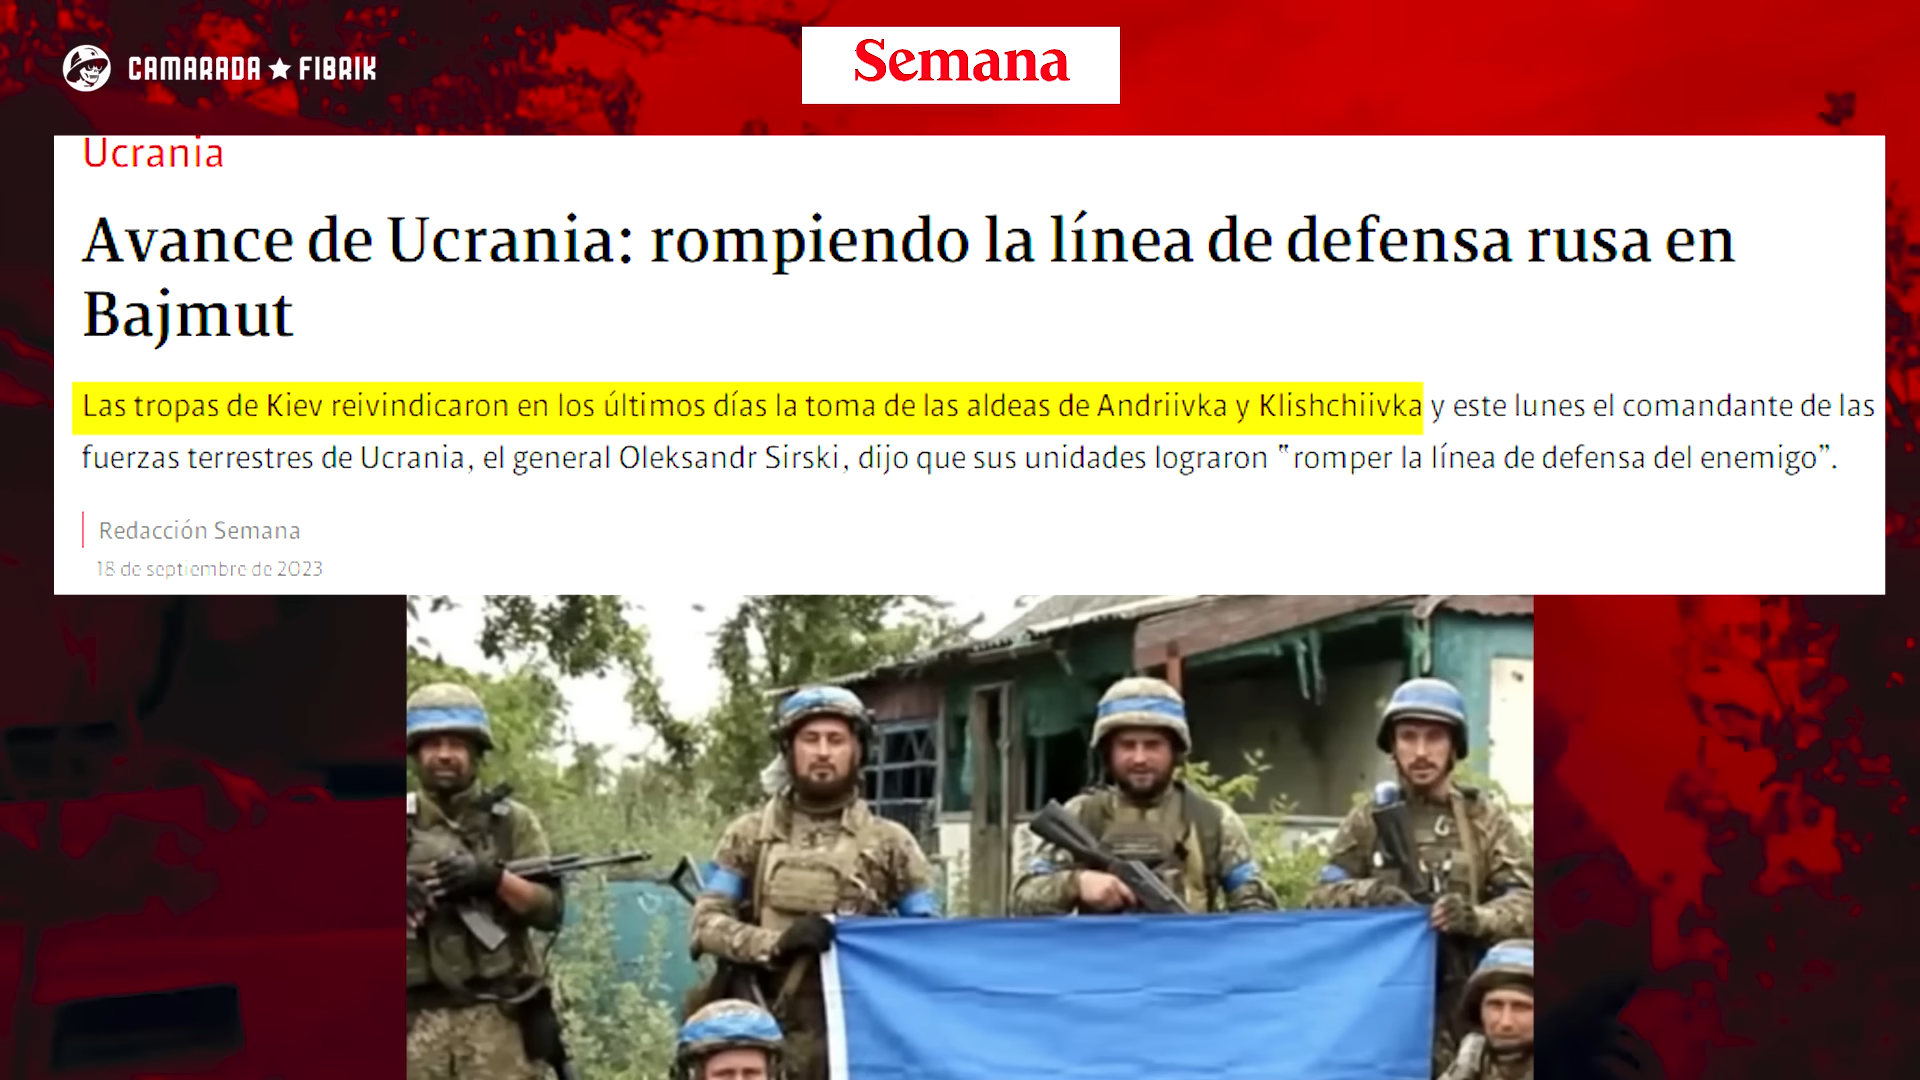 CAMARADA ★ FIBRIK
Semana
Ucrania
Avance de Ucrania: rompiendo la línea de defensa rusa en
Bajmut
Las tropas de Kiev reivindicaron en los últimos días la toma de las aldeas de Andriivka y Klishchiivka y este lunes el comandante de las
fuerzas terrestres de Ucrania, el general Oleksandr Sirski, dijo que sus unidades lograron “romper la línea de defensa del enemigo”.
Redacción Semana
18 de septiembre de 2023